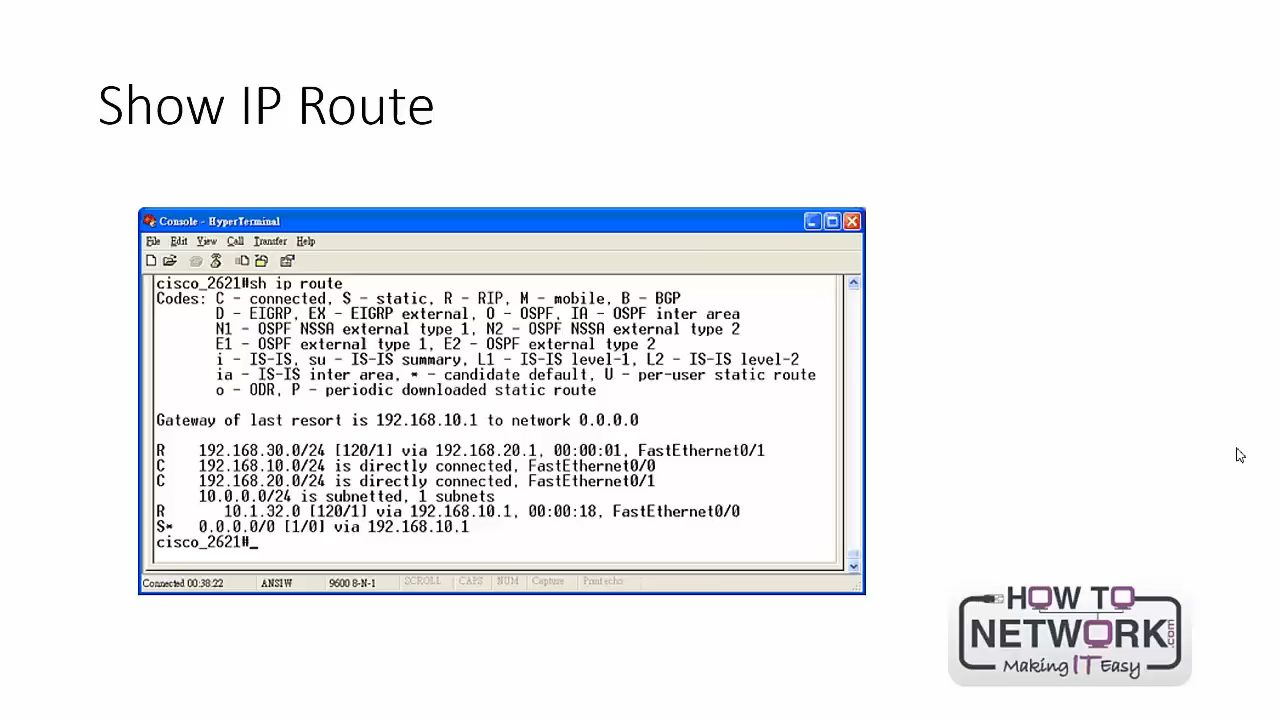 Show IP Route
Console - HyperTerminal
File Edit View Call Transfer Help
cisco_2621#sh ip route
Codes: C - connected, S - static, R - RIP, M - mobile, B - BGP
D - EIGRP, EX - EIGRP external, O - OSPF, IA - OSPF inter area
N1 - OSPF NSSA external type 1, N2 - OSPF NSSA external type 2
E1 - OSPF external type 1, E2 - OSPF external type 2
i - IS-IS, su - IS-IS summary, L1 - IS-IS level-1, L2 - IS-IS level-2
ia - IS-IS inter area, * - candidate default, U - per-user static route
o - ODR, P - periodic downloaded static route
Gateway of last resort is 192.168.10.1 to network 0.0.0.0
R 192.168.30.0/24 [120/1] via 192.168.20.1, 00:00:01, FastEthernet0/1
C 192.168.10.0/24 is directly connected, FastEthernet0/0
C 192.168.20.0/24 is directly connected, FastEthernet0/1
10.0.0.0/24 is subnetted, 1 subnets
R 10.1.32.0 [120/1] via 192.168.10.1, 00:00:18, FastEthernet0/0
S* 0.0.0.0/0 [1/0] via 192.168.10.1
cisco_2621#_
Connected 00:38:22 ANSIW 9600 8-N-1 SCROLL CAPS NUM Capture Print echo
HOW TO
NETWORK.com
Making IT Easy